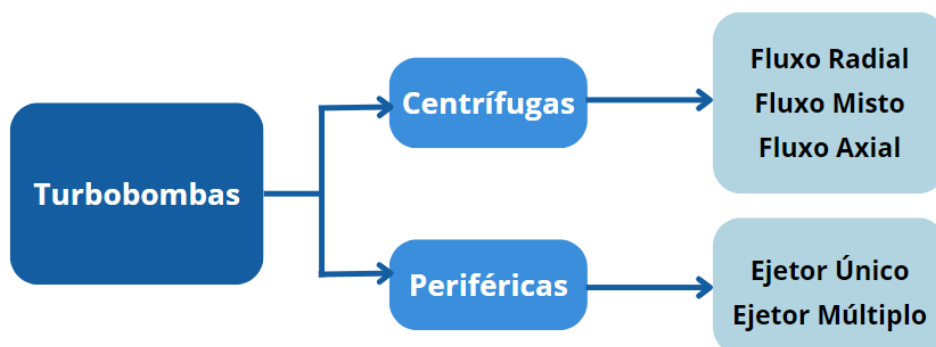 Turbobombas
Centrífugas
Fluxo Radial
Fluxo Misto
Fluxo Axial
Periféricas
Ejetor Único
Ejetor Múltiplo